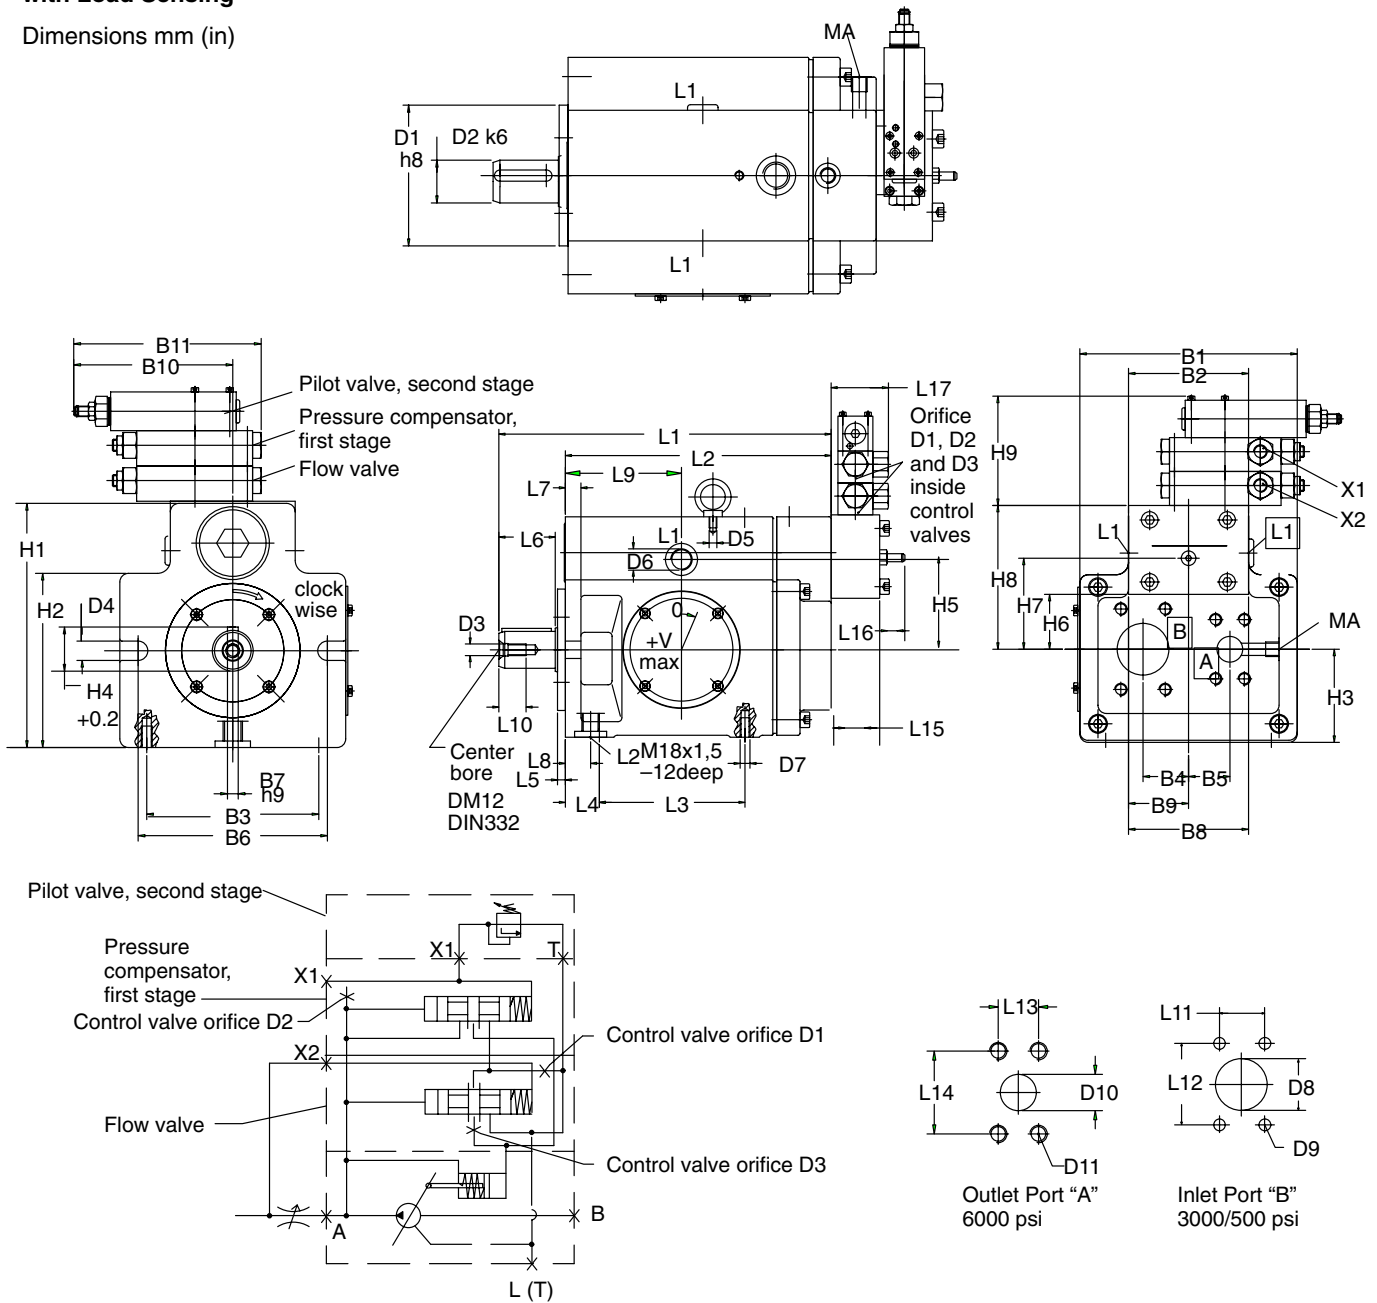 Dimensions mm (in)
MA
L1
D1
h8
D2 k6
L1
B11
B10
Pilot valve, second stage
Pressure compensator,
first stage
Flow valve
H1
H2
D4
H4
+0.2
clock
wise
B7
h9
B3
B6
L17
Orifice
D1, D2
and D3
inside
control
valves
L1
L2
L9
L7
L6
L1
D6
D5
D3
0
+V
max
H5
L16
L10
L15
Center
bore
DM12
DIN332
L8
L5
L2
M18x1,5
–12deep
D7
L4
L3
B1
B2
H9
X1
X2
L1
L1
H8
H7
H6
B
A
MA
H3
B4
B5
B9
B8
Pilot valve, second stage
Pressure
compensator,
first stage
X1
X1
T
Control valve orifice D2
Control valve orifice D1
X2
Flow valve
Control valve orifice D3
A
B
L (T)
L13
L14
D10
D11
Outlet Port “A”
6000 psi
L11
L12
D8
D9
Inlet Port “B”
3000/500 psi